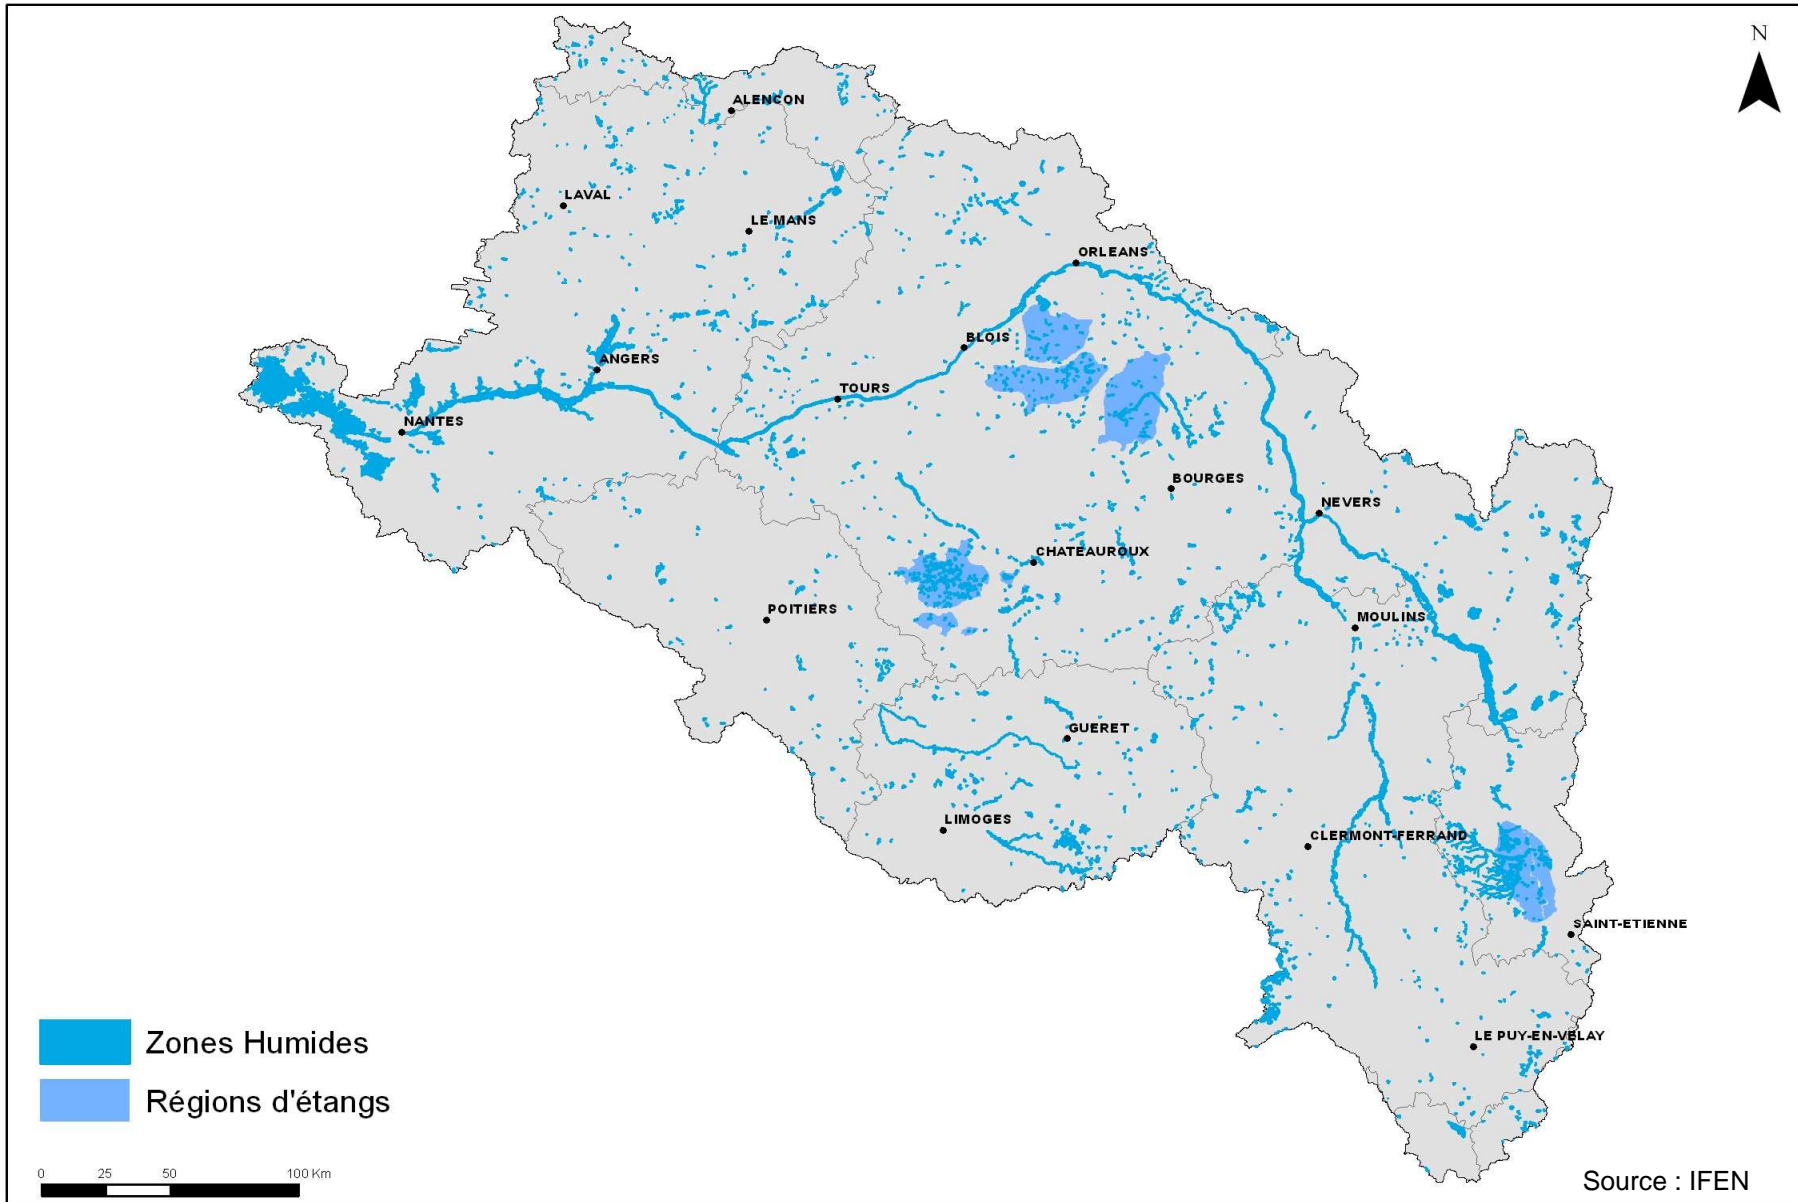 N
ALENCON
LAVAL
LE MANS
ORLEANS
BLOIS
ANGERS
TOURS
NANTES
BOURGES
NEVERS
CHATEAUROUX
POITIERS
MOULINS
GUERET
LIMOGES
CLERMONT-FERRAND
SAINT-ETIENNE
LE PUY-EN-VELAY
Zones Humides
Régions d'étangs
0 25 50 100 Km
Source : IFEN